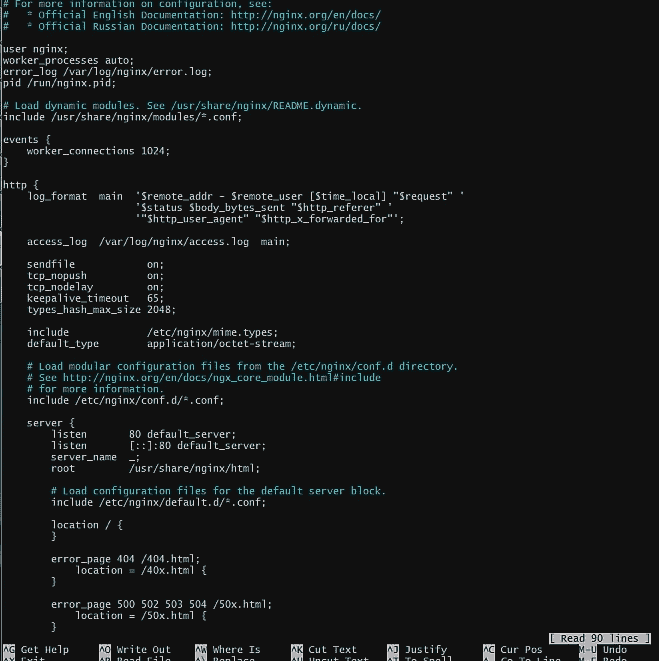 # For more information on configuration, see:
#   * Official English Documentation: http://nginx.org/en/docs/
#   * Official Russian Documentation: http://nginx.org/ru/docs/

user nginx;
worker_processes auto;
error_log /var/log/nginx/error.log;
pid /run/nginx.pid;

# Load dynamic modules. See /usr/share/nginx/README.dynamic.
include /usr/share/nginx/modules/*.conf;

events {
    worker_connections 1024;
}

http {
    log_format  main  '$remote_addr - $remote_user [$time_local] "$request" '
                      '$status $body_bytes_sent "$http_referer" '
                      '"$http_user_agent" "$http_x_forwarded_for"';

    access_log  /var/log/nginx/access.log  main;

    sendfile            on;
    tcp_nopush          on;
    tcp_nodelay         on;
    keepalive_timeout   65;
    types_hash_max_size 2048;

    include             /etc/nginx/mime.types;
    default_type        application/octet-stream;

    # Load modular configuration files from the /etc/nginx/conf.d directory.
    # See http://nginx.org/en/docs/ngx_core_module.html#include
    # for more information.
    include /etc/nginx/conf.d/*.conf;

    server {
        listen       80 default_server;
        listen       [::]:80 default_server;
        server_name  _;
        root         /usr/share/nginx/html;

        # Load configuration files for the default server block.
        include /etc/nginx/default.d/*.conf;

        location / {
        }

        error_page 404 /404.html;
            location = /40x.html {
        }

        error_page 500 502 503 504 /50x.html;
            location = /50x.html {
        }
[ Read 90 lines ]
^G Get Help     ^O Write Out    ^W Where Is     ^K Cut Text     ^J Justify      ^C Cur Pos      M-U Undo
^X Exit         ^R Read File    ^\ Replace      ^U Uncut Text   ^T To Spell     ^_ Go To Line   M-E Redo